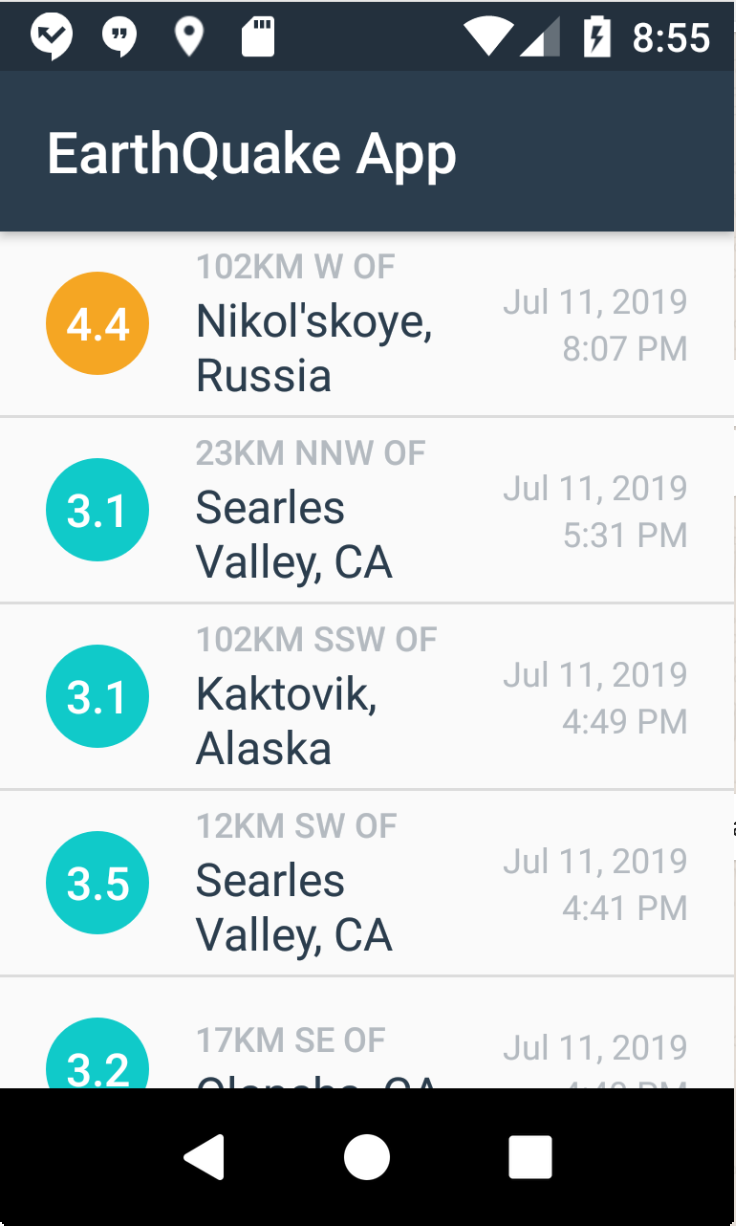 8:55
EarthQuake App
4.4
102KM W OF
Nikol'skoye,
Russia
Jul 11, 2019
8:07 PM
3.1
23KM NNW OF
Searles
Valley, CA
Jul 11, 2019
5:31 PM
3.1
102KM SSW OF
Kaktovik,
Alaska
Jul 11, 2019
4:49 PM
3.5
12KM SW OF
Searles
Valley, CA
Jul 11, 2019
4:41 PM
3.2
17KM SE OF
Jul 11, 2019